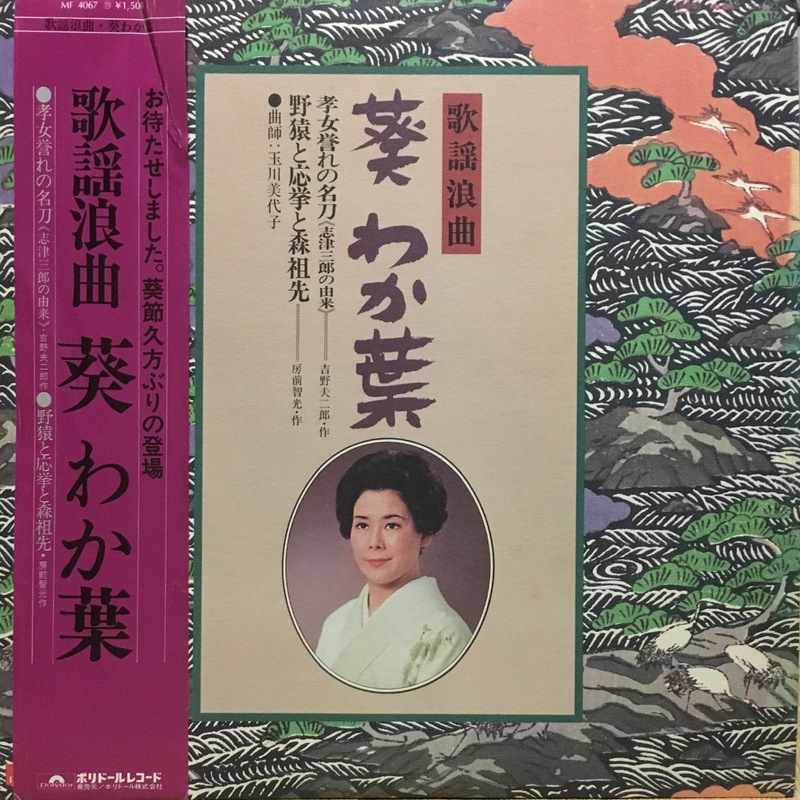 MF 4067 ⑮ ¥1,50
歌謡浪曲・葵わか
お待たせしました。葵節久方ぶりの登場
歌謡浪曲 葵 わか葉
●孝女誉れの名刀《志津三郎の由来》・吉野夫二郎作
●野猿と応挙と森祖先・房前智光作
polydor
ポリドールレコード
発売元/ポリドール株式会社
歌謡浪曲
葵 わか葉
孝女誉れの名刀《志津三郎の由来》――吉野夫二郎・作
野猿と応挙と森祖先――房前智光・作
●曲師:玉川美代子